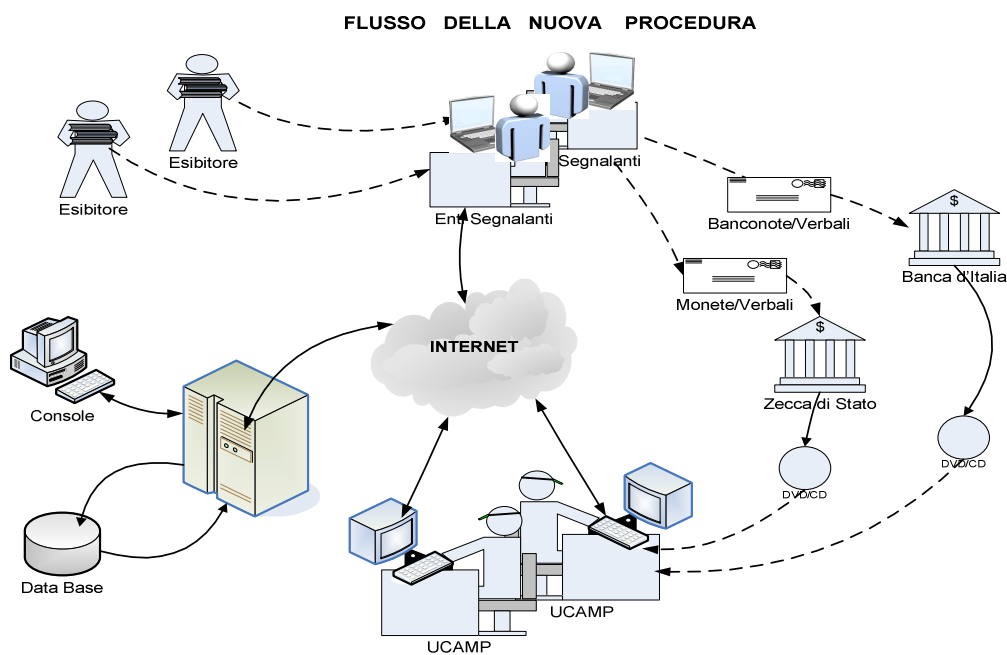 FLUSSO DELLA NUOVA PROCEDURA
Esibitore
Esibitore
Segnalanti
Enti Segnalanti
Banconote/Verbali
$
Banca d'Italia
Monete/Verbali
$
Zecca di Stato
INTERNET
Console
DVD/CD
DVD/CD
Data Base
UCAMP
UCAMP